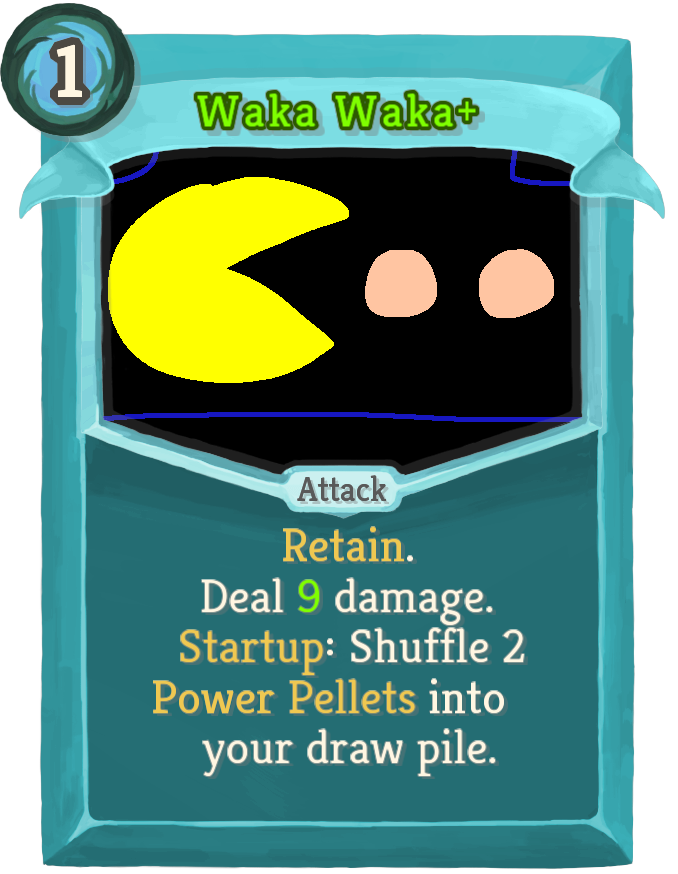 1
Waka Waka+
Attack
Retain.
Deal 9 damage.
Startup: Shuffle 2
Power Pellets into
your draw pile.